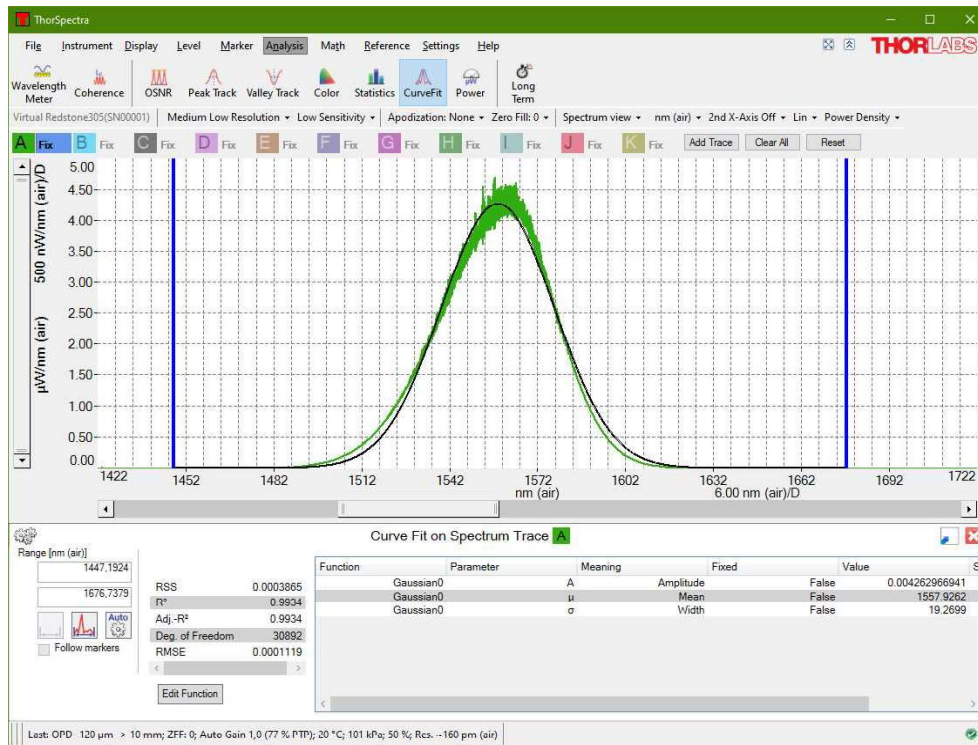 ThorSpectra
File Instrument Display Level Marker Analysis Math Reference Settings Help
THORLABS
Wavelength Meter Coherence OSNR Peak Track Valley Track Color Statistics CurveFit Power Long Term
Virtual Redstone305(SN00001) Medium Low Resolution Low Sensitivity Apodization: None Zero Fill: 0 Spectrum view nm (air) 2nd X-Axis Off Lin Power Density
A Fix B Fix C Fix D Fix E Fix F Fix G Fix H Fix I Fix J Fix K Fix Add Trace Clear All Reset
500 nW/nm (air)/D
µW/nm (air)
5.00
4.50
4.00
3.50
3.00
2.50
2.00
1.50
1.00
0.50
0.00
1422 1452 1482 1512 1542 1572 1602 1632 1662 1692 1722
nm (air) 6.00 nm (air)/D
Curve Fit on Spectrum Trace A
Range [nm (air)]
1447,1924
1676,7379
Auto
Follow markers
RSS 0.0003865
R² 0.9934
Adj.-R² 0.9934
Deg. of Freedom 30892
RMSE 0.0001119
Edit Function
Function Parameter Meaning Fixed Value S
Gaussian0 A Amplitude False 0.004262966941
Gaussian0 µ Mean False 1557.9262
Gaussian0 σ Width False 19.2699
Last: OPD 120 µm > 10 mm; ZFF: 0; Auto Gain 1,0 (77 % PTP); 20 °C; 101 kPa; 50 %; Res. ~160 pm (air)